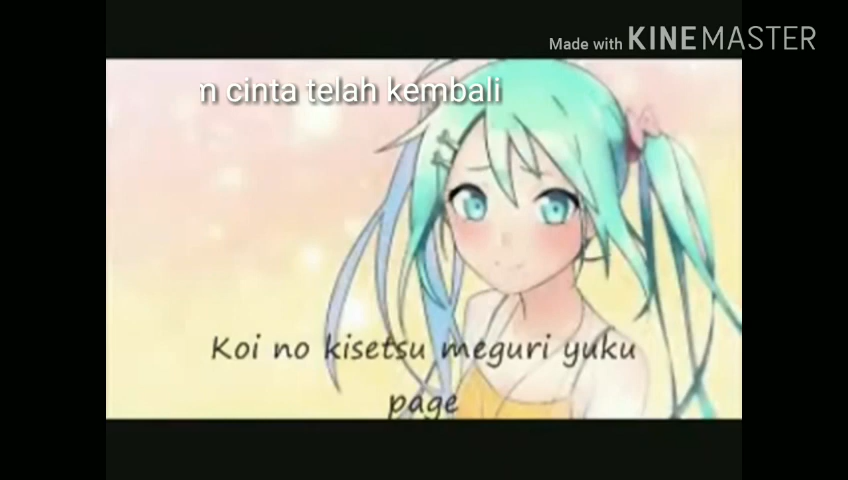 Made with KINEMASTER
n cinta telah kembali
Koi no kisetsu meguri yuku
page